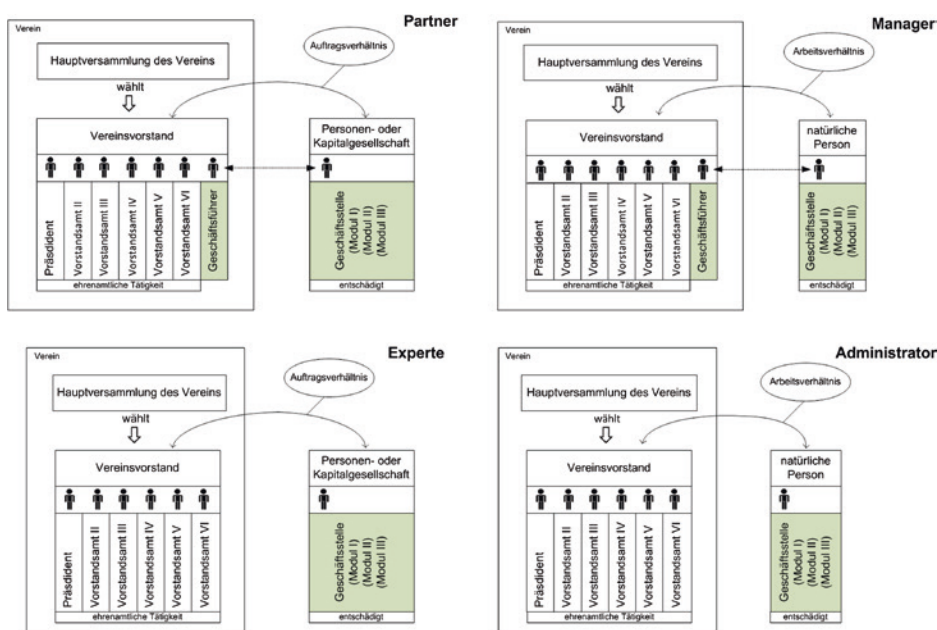 Partner
Verein
Hauptversammlung des Vereins
wählt
Auftragsverhältnis
Vereinsvorstand
Personen- oder
Kapitalgesellschaft
Präsdident
Vorstandsamt II
Vorstandsamt III
Vorstandsamt IV
Vorstandsamt V
Vorstandsamt VI
Geschäftsführer
ehrenamtliche Tätigkeit
Geschäftsstelle
(Modul I)
(Modul II)
(Modul III)
entschädigt
Manager
Verein
Hauptversammlung des Vereins
wählt
Arbeitsverhältnis
Vereinsvorstand
natürliche
Person
Präsdident
Vorstandsamt II
Vorstandsamt III
Vorstandsamt IV
Vorstandsamt V
Vorstandsamt VI
Geschäftsführer
ehrenamtliche Tätigkeit
Geschäftsstelle
(Modul I)
(Modul II)
(Modul III)
entschädigt
Experte
Verein
Hauptversammlung des Vereins
wählt
Auftragsverhältnis
Vereinsvorstand
Personen- oder
Kapitalgesellschaft
Präsdident
Vorstandsamt II
Vorstandsamt III
Vorstandsamt IV
Vorstandsamt V
Vorstandsamt VI
ehrenamtliche Tätigkeit
Geschäftsstelle
(Modul I)
(Modul II)
(Modul III)
entschädigt
Administrator
Verein
Hauptversammlung des Vereins
wählt
Arbeitsverhältnis
Vereinsvorstand
natürliche
Person
Präsdident
Vorstandsamt II
Vorstandsamt III
Vorstandsamt IV
Vorstandsamt V
Vorstandsamt VI
ehrenamtliche Tätigkeit
Geschäftsstelle
(Modul I)
(Modul II)
(Modul III)
entschädigt